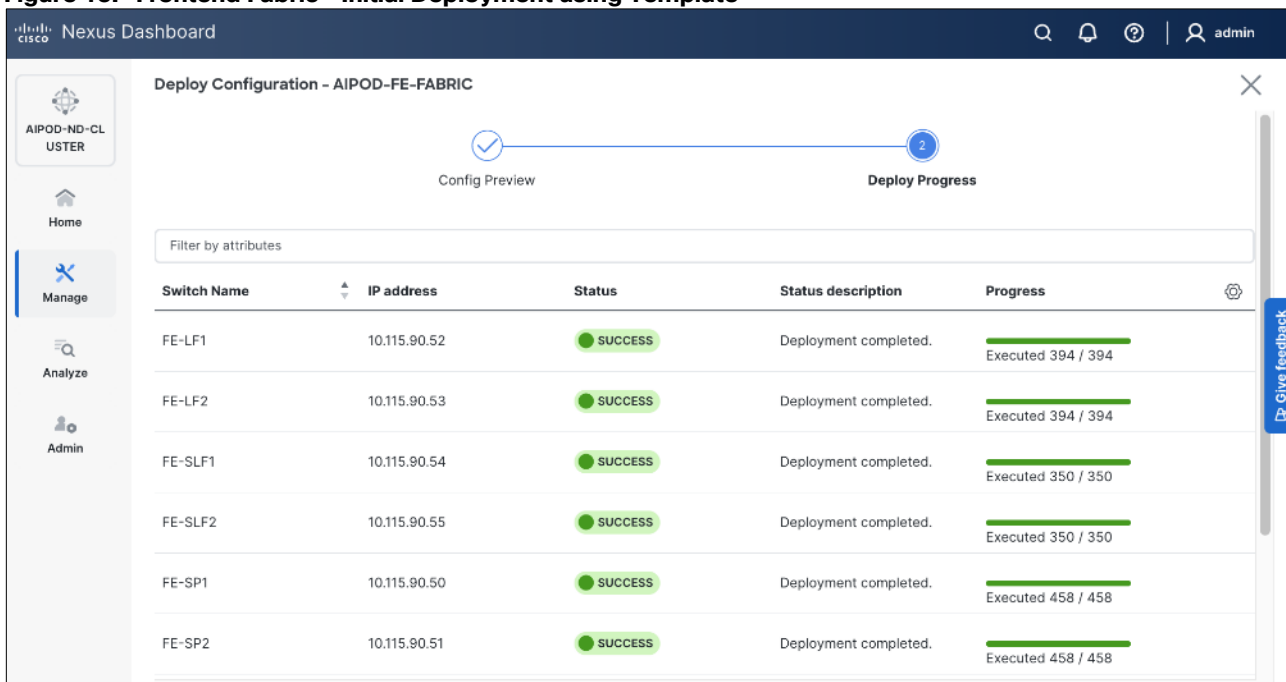 cisco Nexus Dashboard
admin
AIPOD-ND-CL
USTER
Home
Manage
Analyze
Admin
Deploy Configuration - AIPOD-FE-FABRIC
2
Config Preview
Deploy Progress
Filter by attributes
Switch Name IP address Status Status description Progress
FE-LF1 10.115.90.52 SUCCESS Deployment completed. Executed 394 / 394
FE-LF2 10.115.90.53 SUCCESS Deployment completed. Executed 394 / 394
FE-SLF1 10.115.90.54 SUCCESS Deployment completed. Executed 350 / 350
FE-SLF2 10.115.90.55 SUCCESS Deployment completed. Executed 350 / 350
FE-SP1 10.115.90.50 SUCCESS Deployment completed. Executed 458 / 458
FE-SP2 10.115.90.51 SUCCESS Deployment completed. Executed 458 / 458
Give feedback